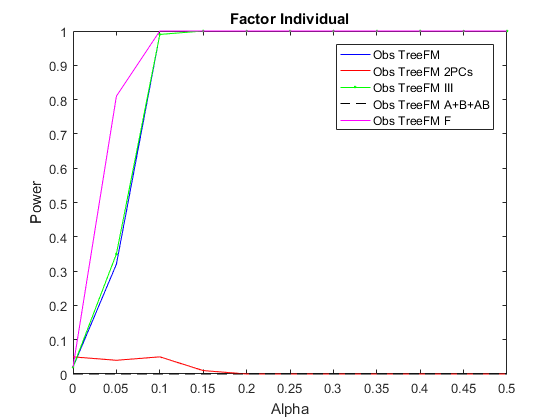 Factor Individual
1
0.9
0.8
0.7
0.6
0.5
0.4
0.3
0.2
0.1
0
Power
Obs TreeFM
Obs TreeFM 2PCs
Obs TreeFM III
Obs TreeFM A+B+AB
Obs TreeFM F
0 0.05 0.1 0.15 0.2 0.25 0.3 0.35 0.4 0.45 0.5
Alpha